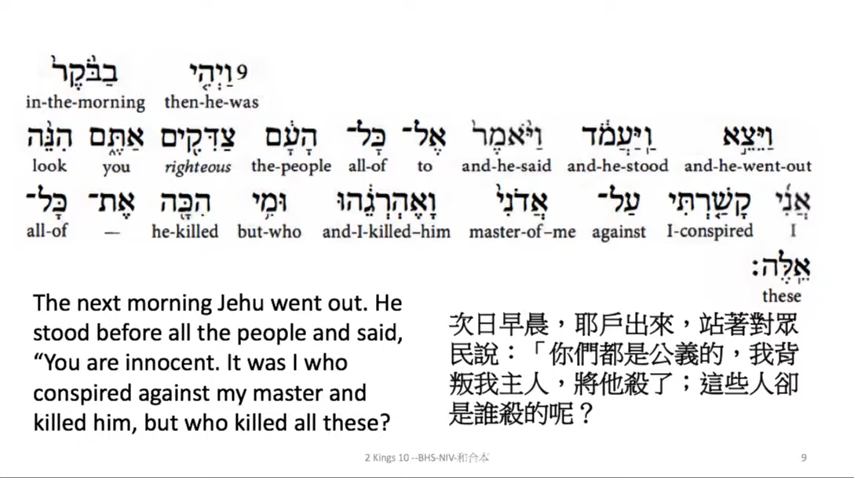 9 וַיְהִ֤י בַבֹּ֙קֶר֙
in-the-morning then-he-was
וַיֵּצֵ֣א וַֽיַּעֲמֹ֔ד וַיֹּ֙אמֶר֙ אֶל־ כָּל־ הָעָ֔ם צַדִּקִ֖ים אַתֶּ֑ם הִנֵּ֨ה
look you righteous the-people all-of to and-he-said and-he-stood and-he-went-out
אֲנִ֜י קָשַׁ֤רְתִּי עַל־ אֲדֹנִי֙ וָאֶהְרְגֵ֔הוּ וּמִ֥י הִכָּ֖ה אֶת־ כָּל־
all-of — he-killed but-who and-I-killed–him master-of–me against I-conspired I
אֵֽלֶּה׃
these
The next morning Jehu went out. He
stood before all the people and said,
“You are innocent. It was I who
conspired against my master and
killed him, but who killed all these?
次日早晨，耶戶出來，站著對眾
民說：「你們都是公義的，我背
叛我主人，將他殺了；這些人卻
是誰殺的呢？
2 Kings 10 --BHS-NIV-和合本
9